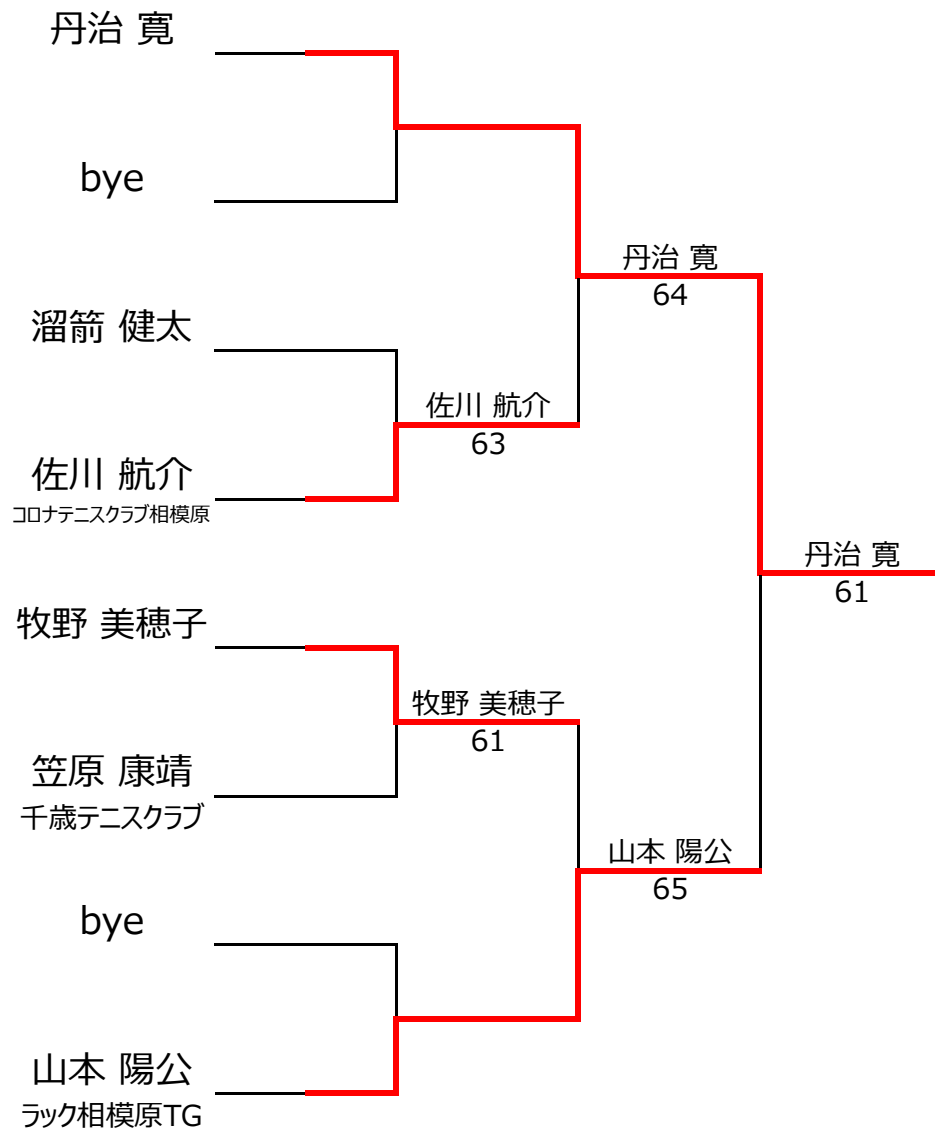 丹治 寛
bye
溜箭 健太
佐川 航介
コロナテニスクラブ相模原
牧野 美穂子
笠原 康靖
千歳テニスクラブ
bye
山本 陽公
ラック相模原TG
佐川 航介
63
牧野 美穂子
61
丹治 寛
64
山本 陽公
65
丹治 寛
61